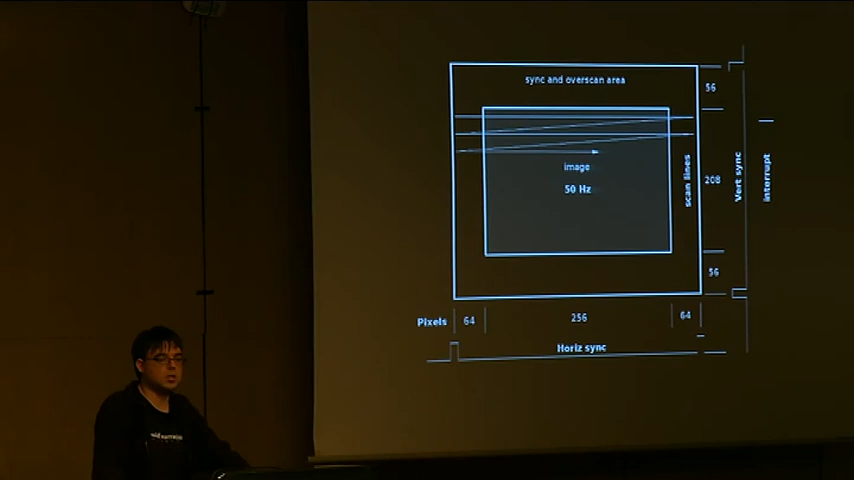 sync and overscan area
56
image
50 Hz
scan lines
208
Vert sync
interrupt
56
Pixels
64
256
64
Horiz sync